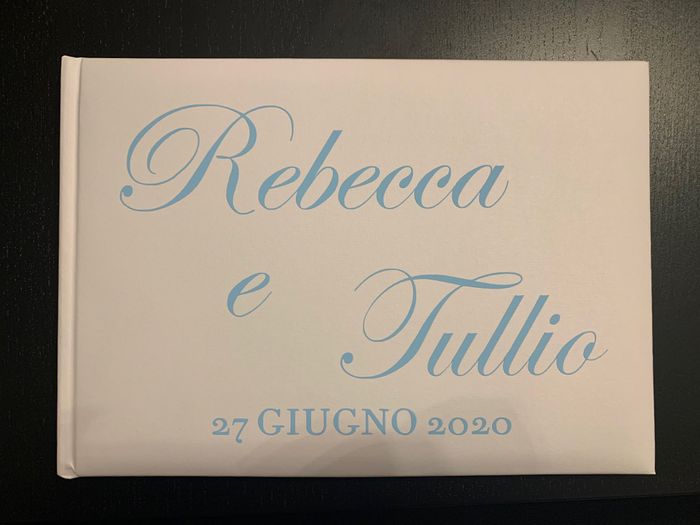 Rebecca
e
Tullio
27 GIUGNO 2020